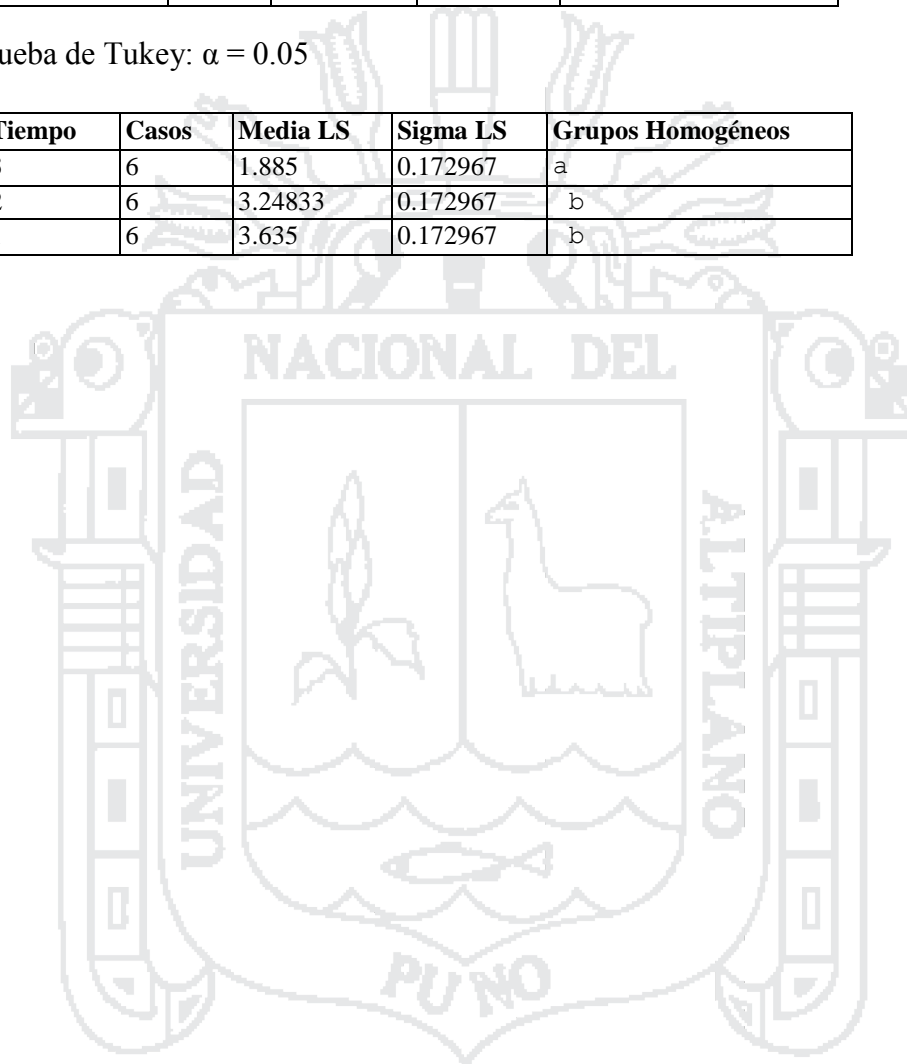 ueba de Tukey: α = 0.05
Tiempo Casos Media LS Sigma LS Grupos Homogéneos
6 1.885 0.172967 a
6 3.24833 0.172967 b
6 3.635 0.172967 b
NACIONAL DEL
UNIVERSIDAD
ALTIPLANO
PUNO